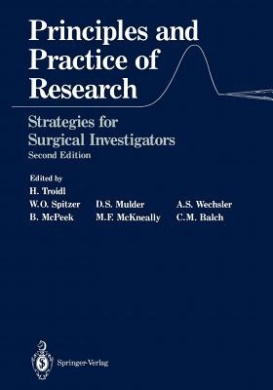 Principles and
Practice of
Research
Strategies for
Surgical Investigators
Second Edition
Edited by
H. Troidl
W.O. Spitzer D.S. Mulder A.S. Wechsler
B. McPeek M.F. McKneally C.M. Balch
Springer-Verlag